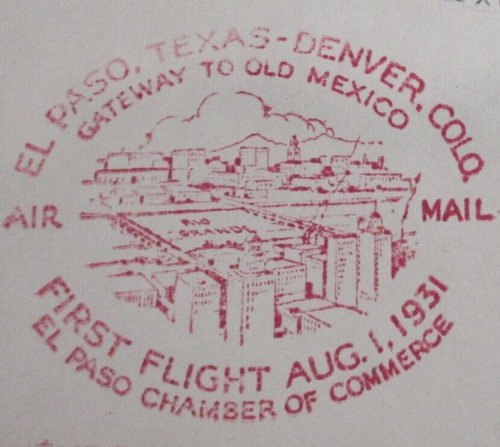 EL PASO, TEXAS-DENVER, COLO.
GATEWAY TO OLD MEXICO
AIR MAIL
RIO
GRANDE
FIRST FLIGHT AUG. 1, 1931
EL PASO CHAMBER OF COMMERCE